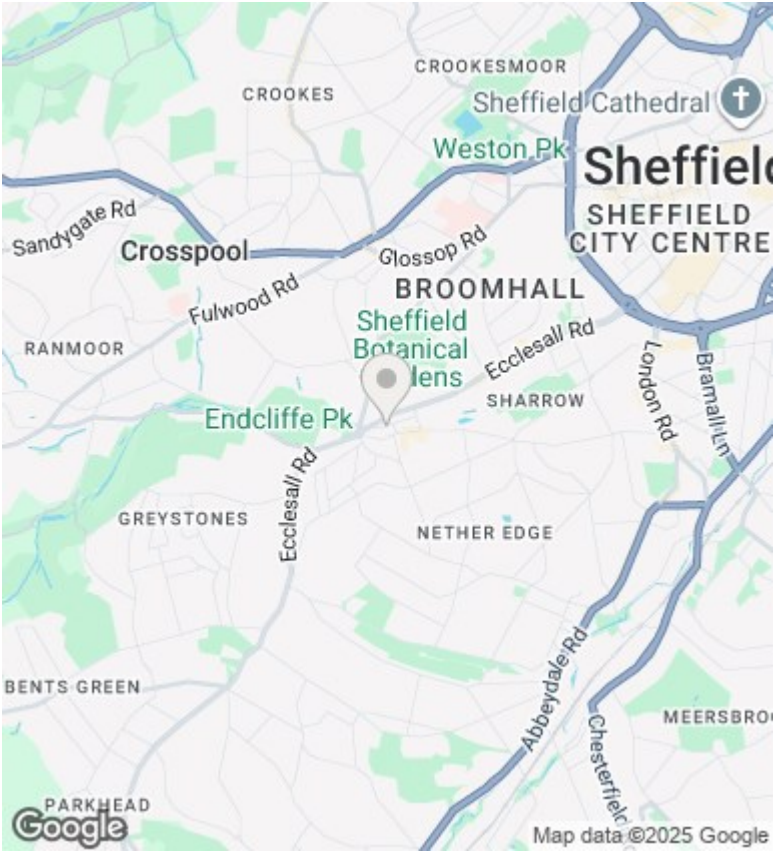 CROOKESMOOR
CROOKES
Sheffield Cathedral
Weston Pk
Sheffield
SHEFFIELD
CITY CENTRE
Sandygate Rd
Crosspool
Glossop Rd
Fulwood Rd
BROOMHALL
Sheffield
Botanical
dens
RANMOOR
Ecclesall Rd
London Rd
Bramall Ln
SHARROW
Endcliffe Pk
Ecclesall Rd
GREYSTONES
NETHER EDGE
Abbeydale Rd
BENTS GREEN
MEERSBRO
Chesterfield
PARKHEAD
Google
Map data ©2025 Google